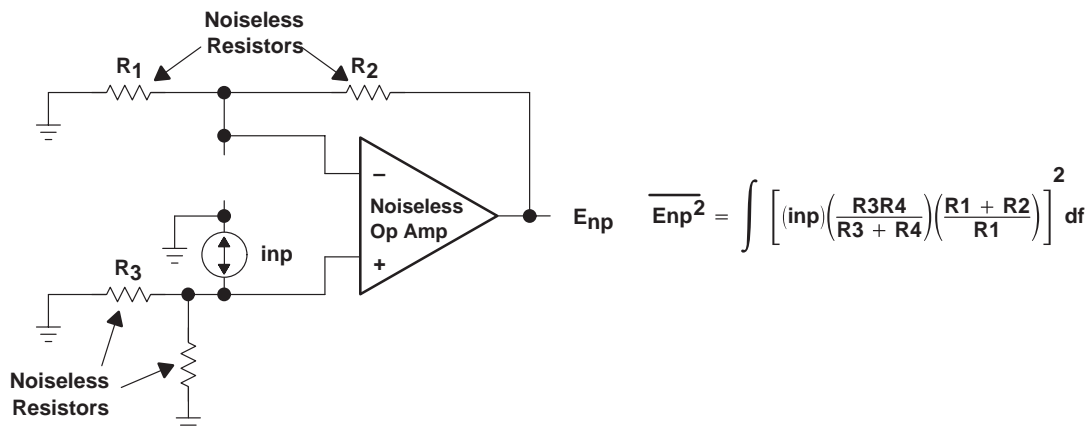 Noiseless
Resistors
R1
R2
−
Noiseless
Op Amp
+
Enp
inp
R3
Noiseless
Resistors
Enp² = ∫ [(inp)(R3R4 / R3 + R4)(R1 + R2 / R1)]² df